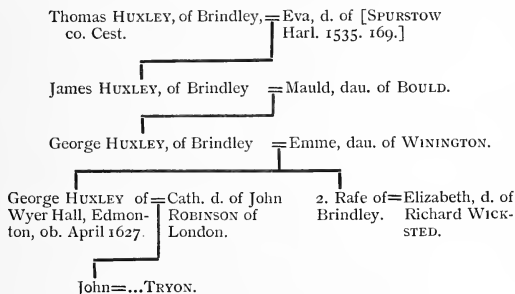 Thomas HUXLEY, of Brindley, = Eva, d. of [SPURSTOW
co. Cest. Harl. 1535. 169.]
James HUXLEY, of Brindley = Mauld, dau. of BOULD.
George HUXLEY, of Brindley = Emme, dau. of WININGTON.
George HUXLEY of = Cath. d. of John 2. Rafe of = Elizabeth, d. of
Wyer Hall, Edmon- ROBINSON of Brindley. Richard WICK-
ton, ob. April 1627. London. STED.
John = ...TRYON.